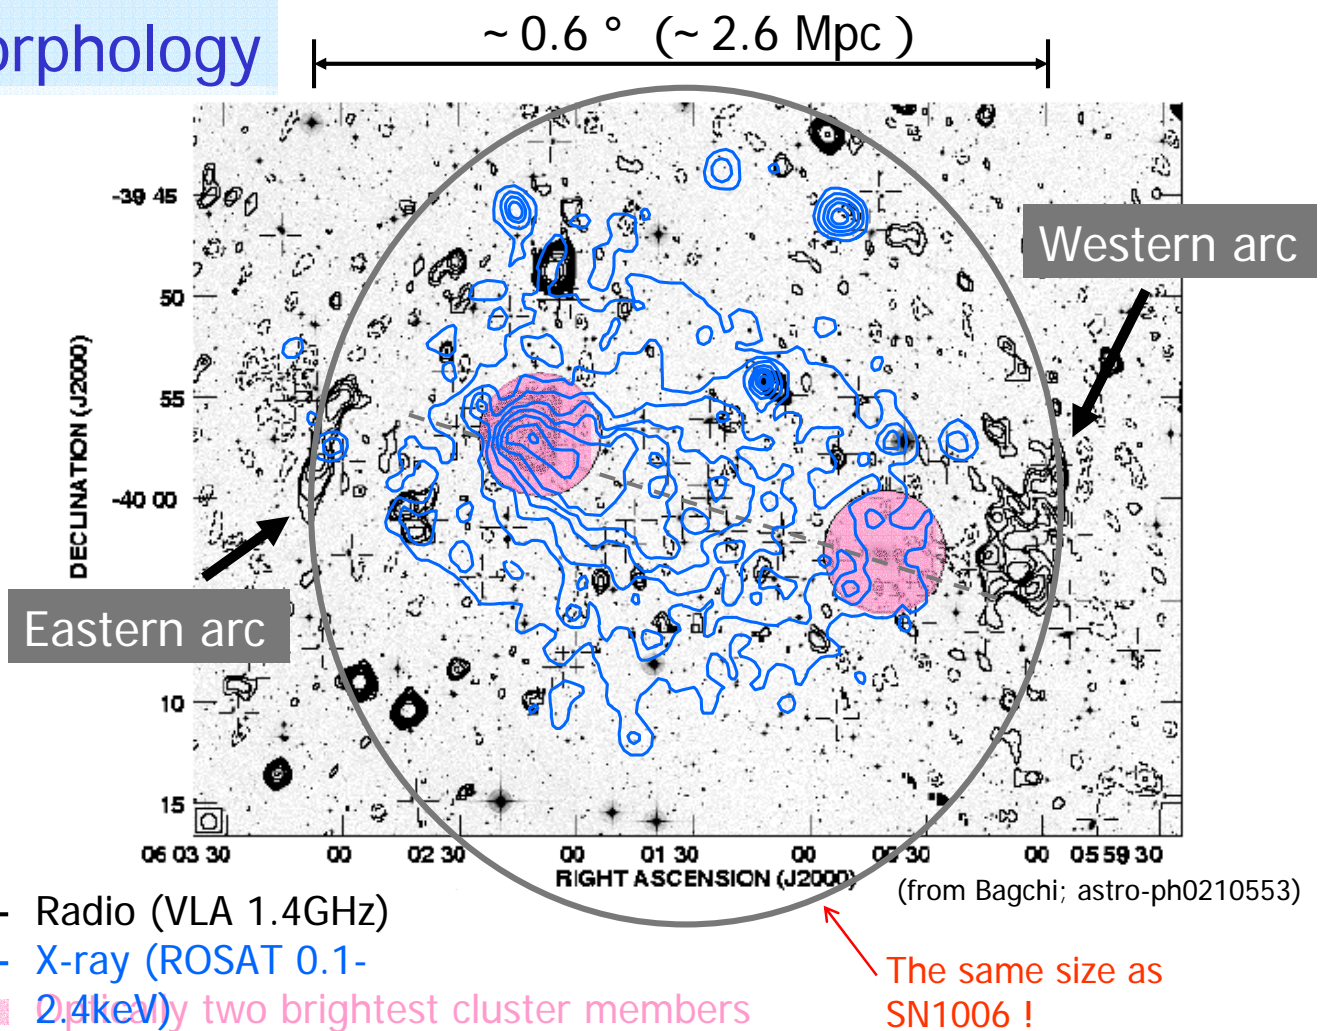 orphology
~ 0.6 ° (~ 2.6 Mpc )
-39 45
50
55
-40 00
10
15
DECLINATION (J2000)
Western arc
Eastern arc
06 03 30 00 02 30 00 01 30 00 00 30 00 05 59 30
RIGHT ASCENSION (J2000)
(from Bagchi; astro-ph0210553)
- Radio (VLA 1.4GHz)
- X-ray (ROSAT 0.1-
2.4keV)
Optically two brightest cluster members
The same size as
SN1006 !